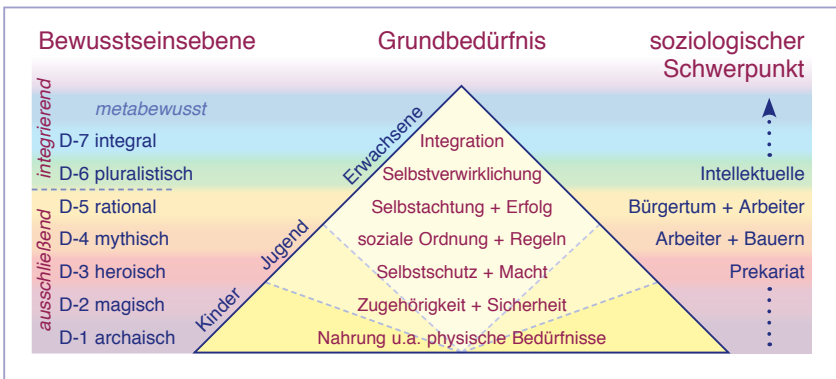 Bewusstseinsebene Grundbedürfnis soziologischer
Schwerpunkt
metabewusst
integrierend
D-7 integral Integration
D-6 pluralistisch Selbstverwirklichung Intellektuelle
Erwachsene
ausschließend
D-5 rational Selbstachtung + Erfolg Bürgertum + Arbeiter
D-4 mythisch soziale Ordnung + Regeln Arbeiter + Bauern
Jugend
D-3 heroisch Selbstschutz + Macht Prekariat
D-2 magisch Zugehörigkeit + Sicherheit
Kinder
D-1 archaisch Nahrung u.a. physische Bedürfnisse